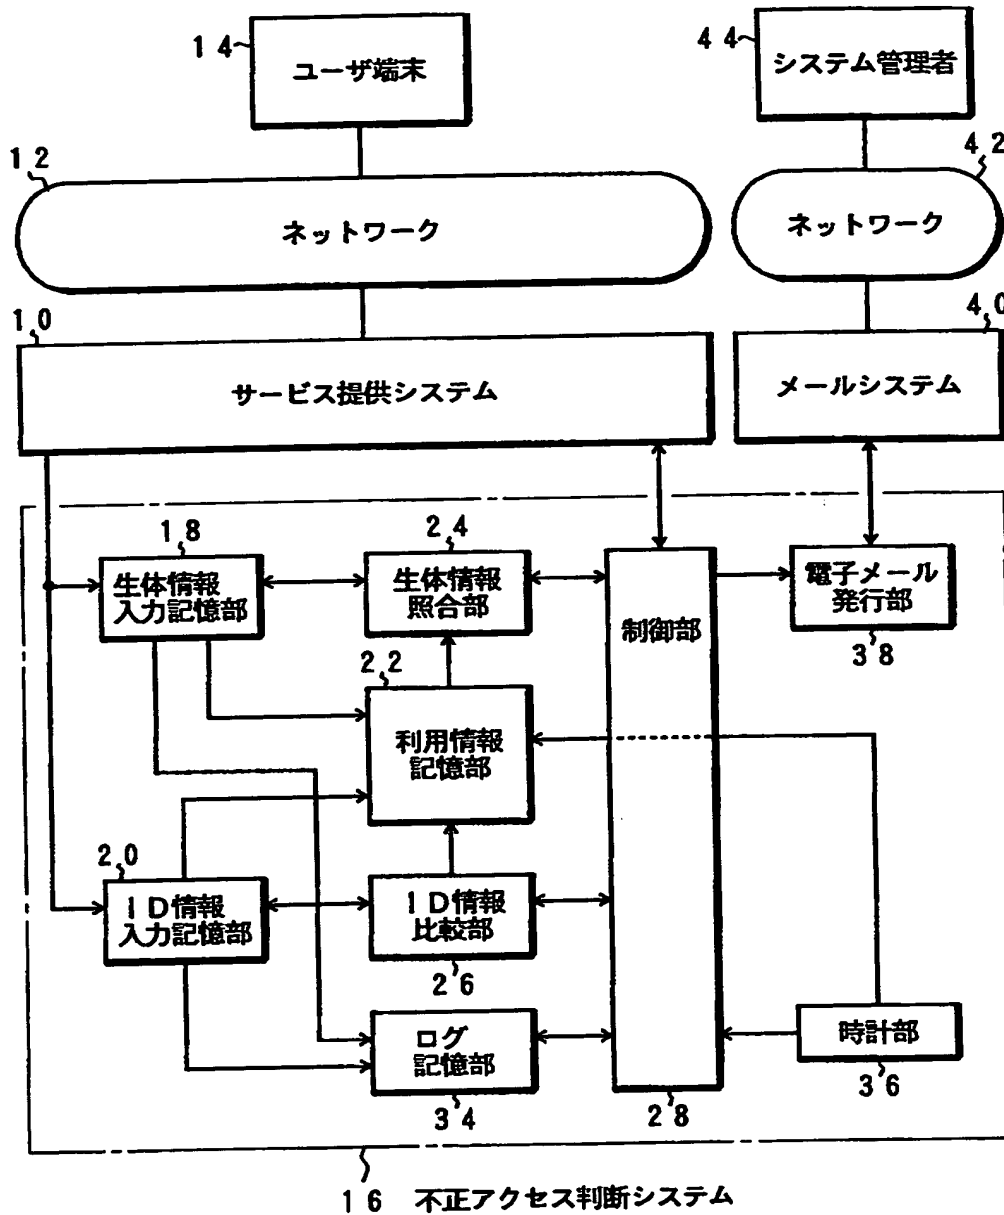 １４
ユーザ端末
４４
システム管理者
１２
ネットワーク
４２
ネットワーク
１０
サービス提供システム
４０
メールシステム
１８
生体情報
入力記憶部
２４
生体情報
照合部
制御部
電子メール
発行部
３８
２２
利用情報
記憶部
２０
ＩＤ情報
入力記憶部
ＩＤ情報
比較部
２６
ログ
記憶部
３４
２８
時計部
３６
１６ 不正アクセス判断システム